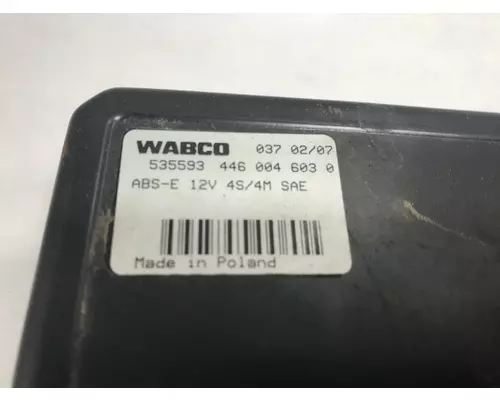 WABCO 037 02/07
535593 446 004 603 0
ABS-E 12V 4S/4M SAE
Made in Poland